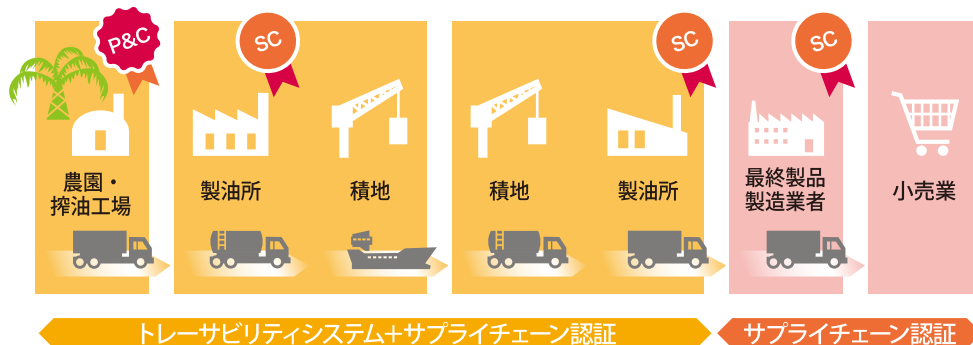 P&C
SC
SC
SC
農園・
搾油工場
製油所
積地
積地
製油所
最終製品
製造業者
小売業
トレーサビリティシステム+サプライチェーン認証
サプライチェーン認証